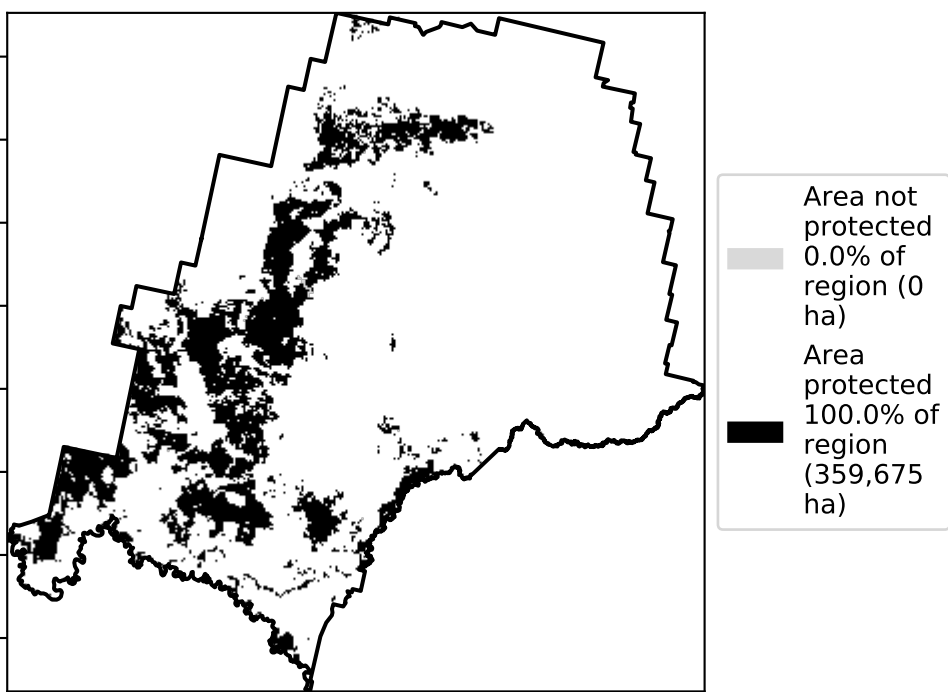 Area not
protected
0.0% of
region (0
ha)
Area
protected
100.0% of
region
(359,675
ha)